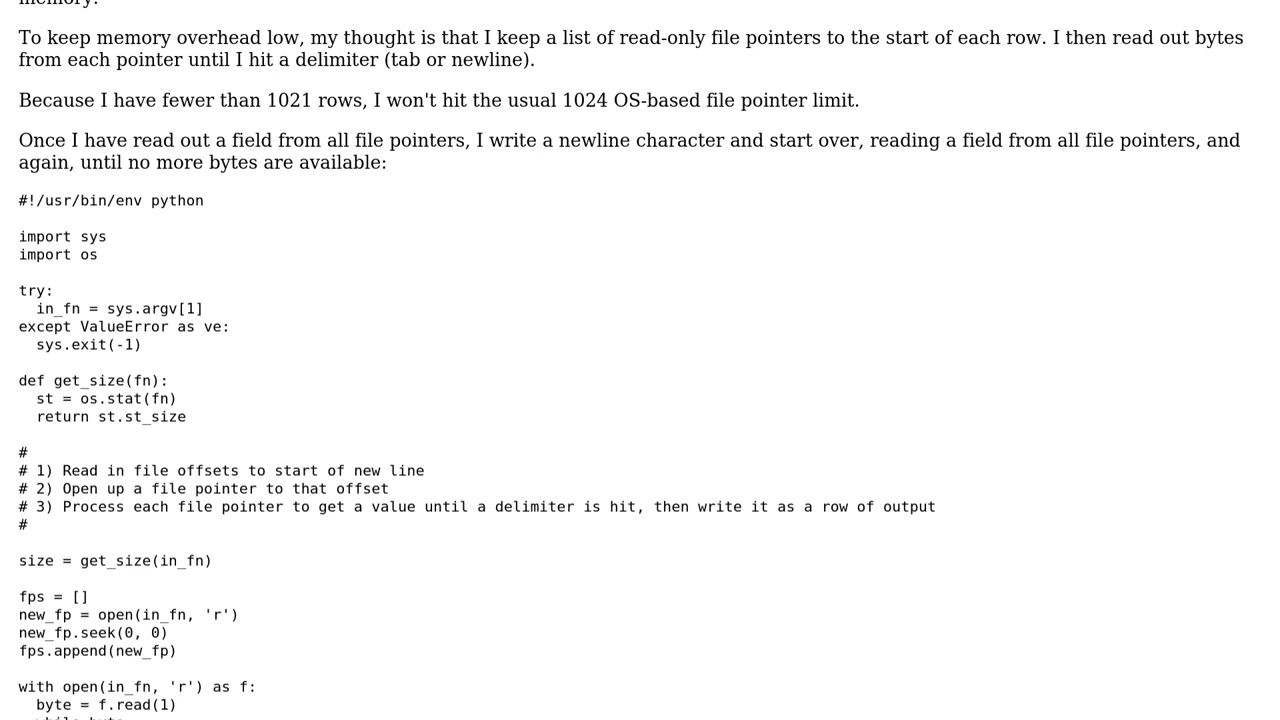 memory.
To keep memory overhead low, my thought is that I keep a list of read-only file pointers to the start of each row. I then read out bytes
from each pointer until I hit a delimiter (tab or newline).
Because I have fewer than 1021 rows, I won't hit the usual 1024 OS-based file pointer limit.
Once I have read out a field from all file pointers, I write a newline character and start over, reading a field from all file pointers, and
again, until no more bytes are available:
#!/usr/bin/env python
import sys
import os
try:
  in_fn = sys.argv[1]
except ValueError as ve:
  sys.exit(-1)
def get_size(fn):
  st = os.stat(fn)
  return st.st_size
#
# 1) Read in file offsets to start of new line
# 2) Open up a file pointer to that offset
# 3) Process each file pointer to get a value until a delimiter is hit, then write it as a row of output
#
size = get_size(in_fn)
fps = []
new_fp = open(in_fn, 'r')
new_fp.seek(0, 0)
fps.append(new_fp)
with open(in_fn, 'r') as f:
  byte = f.read(1)